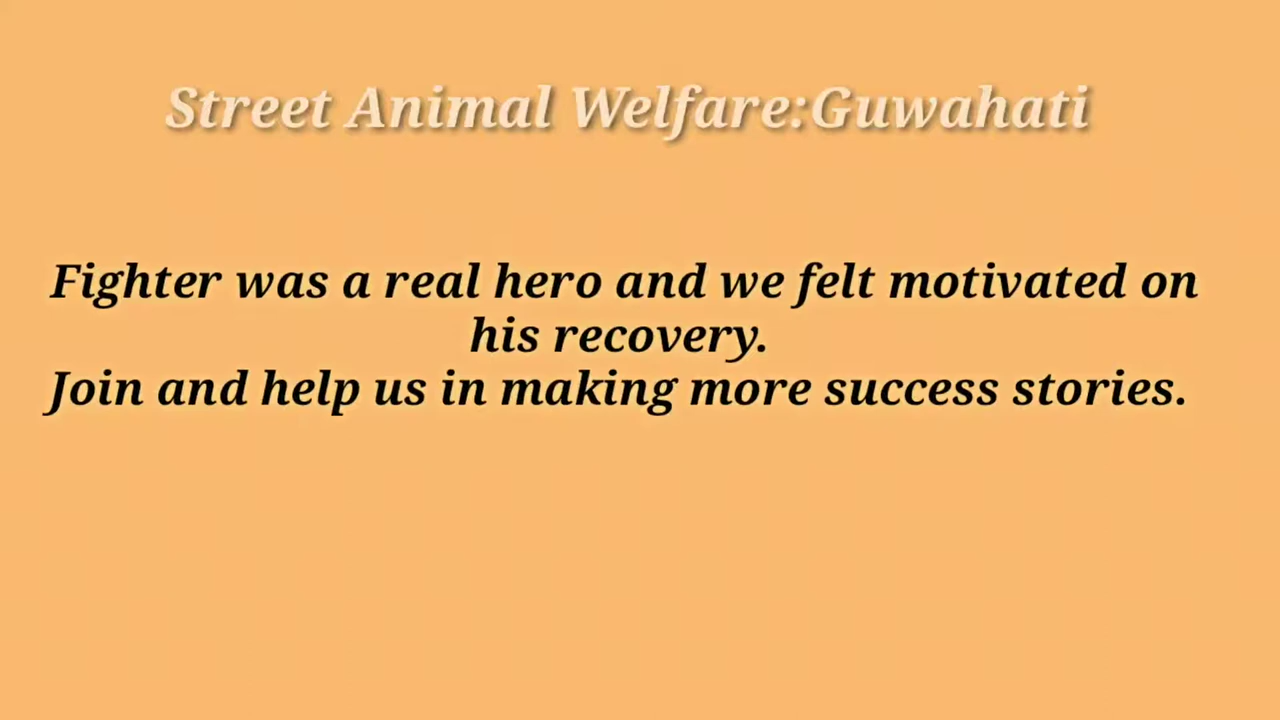 Street Animal Welfare:Guwahati
Fighter was a real hero and we felt motivated on
his recovery.
Join and help us in making more success stories.